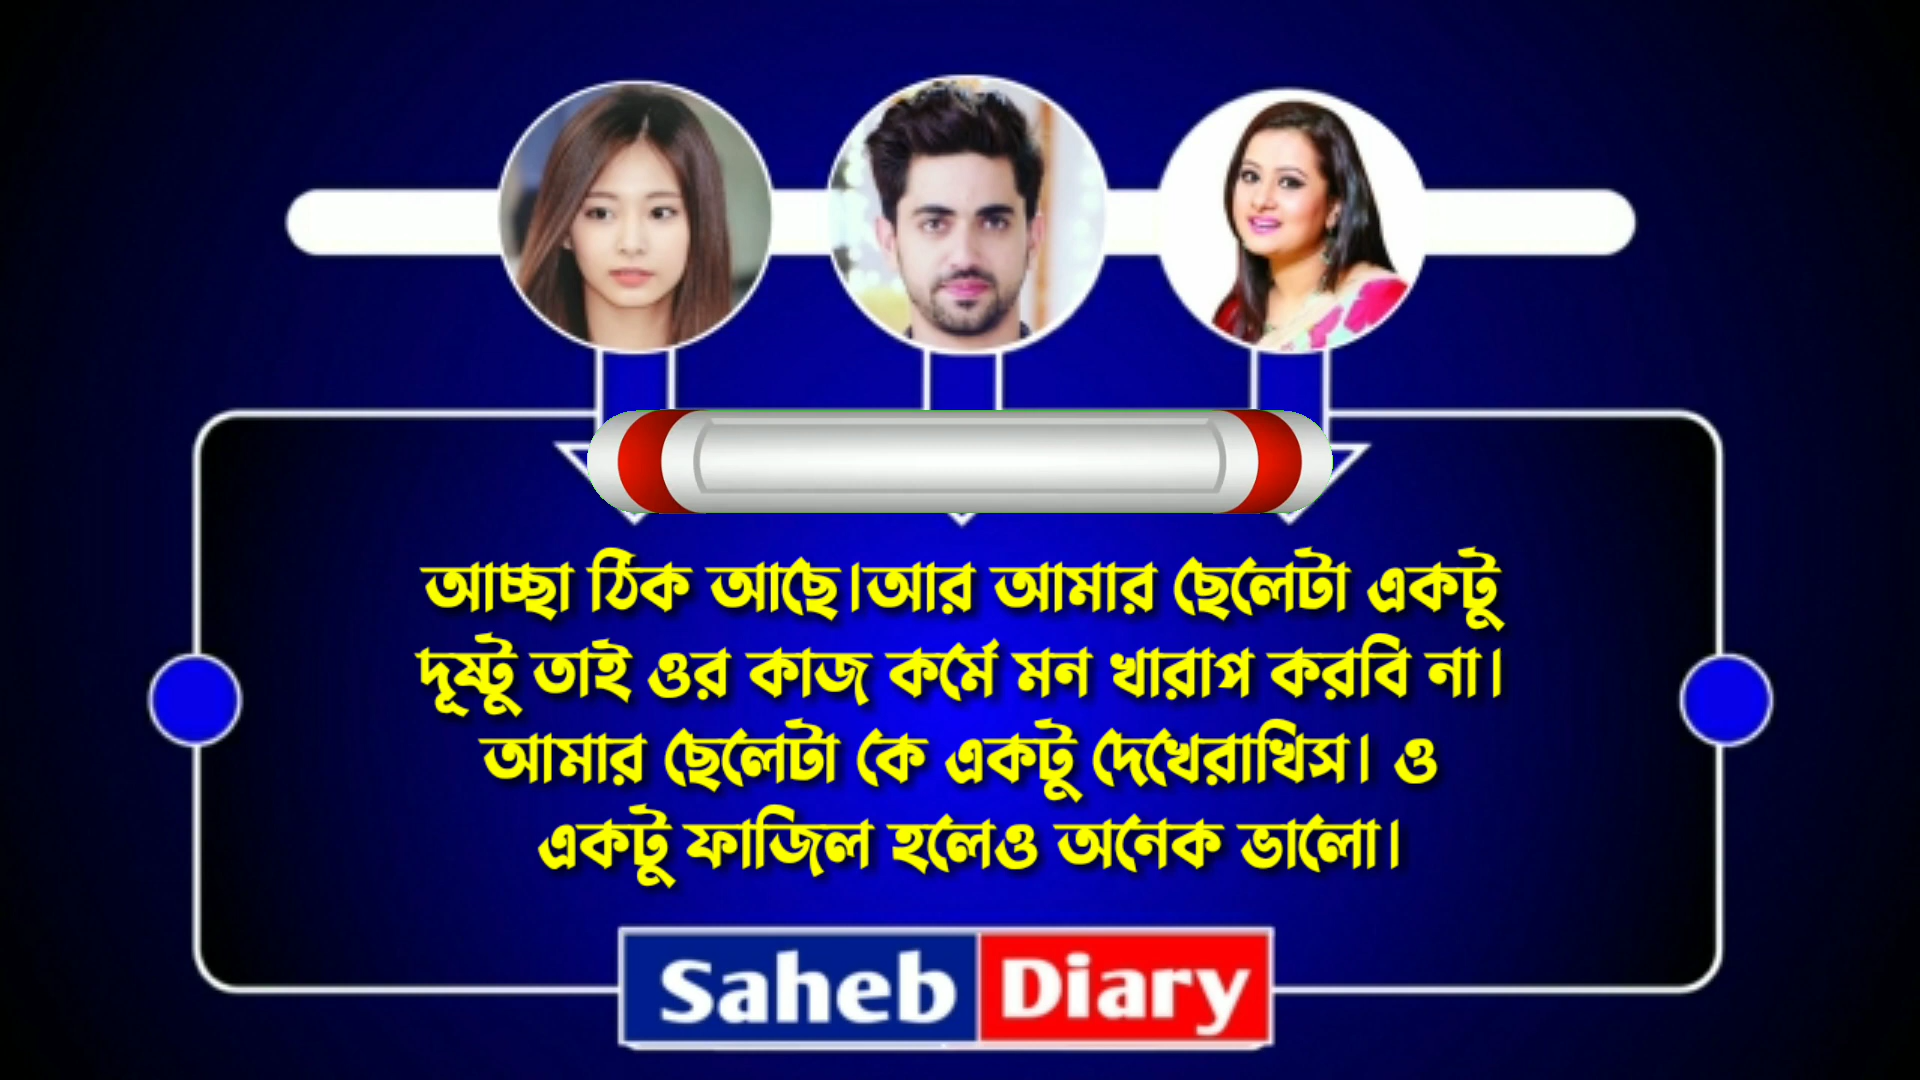 আচ্ছা ঠিক আছে।আর আমার ছেলেটা একটু
দূষ্টু তাই ওর কাজ কর্মে মন খারাপ করবি না।
আমার ছেলেটা কে একটু দেখেরাখিস। ও
একটু ফাজিল হলেও অনেক ভালো।
Saheb Diary